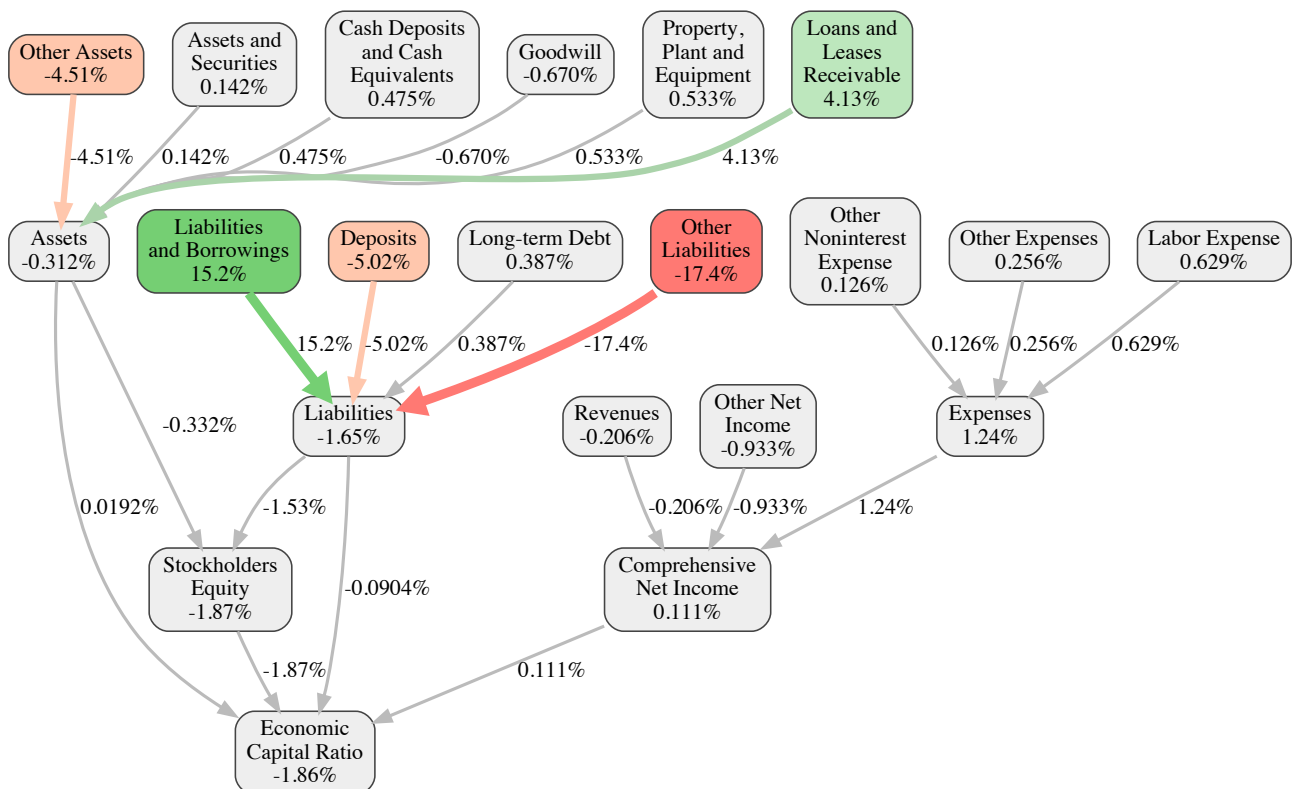 Other Assets
-4.51%
Assets and
Securities
0.142%
Cash Deposits
and Cash
Equivalents
0.475%
Goodwill
-0.670%
Property,
Plant and
Equipment
0.533%
Loans and
Leases
Receivable
4.13%
-4.51%
0.142%
0.475%
-0.670%
0.533%
4.13%
Assets
-0.312%
Liabilities
and Borrowings
15.2%
Deposits
-5.02%
Long-term Debt
0.387%
Other
Liabilities
-17.4%
Other
Noninterest
Expense
0.126%
Other Expenses
0.256%
Labor Expense
0.629%
15.2%
-5.02%
0.387%
-17.4%
0.126%
0.256%
0.629%
-0.332%
Liabilities
-1.65%
Revenues
-0.206%
Other Net
Income
-0.933%
Expenses
1.24%
0.0192%
-1.53%
-0.206%
-0.933%
1.24%
Stockholders
Equity
-1.87%
-0.0904%
Comprehensive
Net Income
0.111%
-1.87%
0.111%
Economic
Capital Ratio
-1.86%